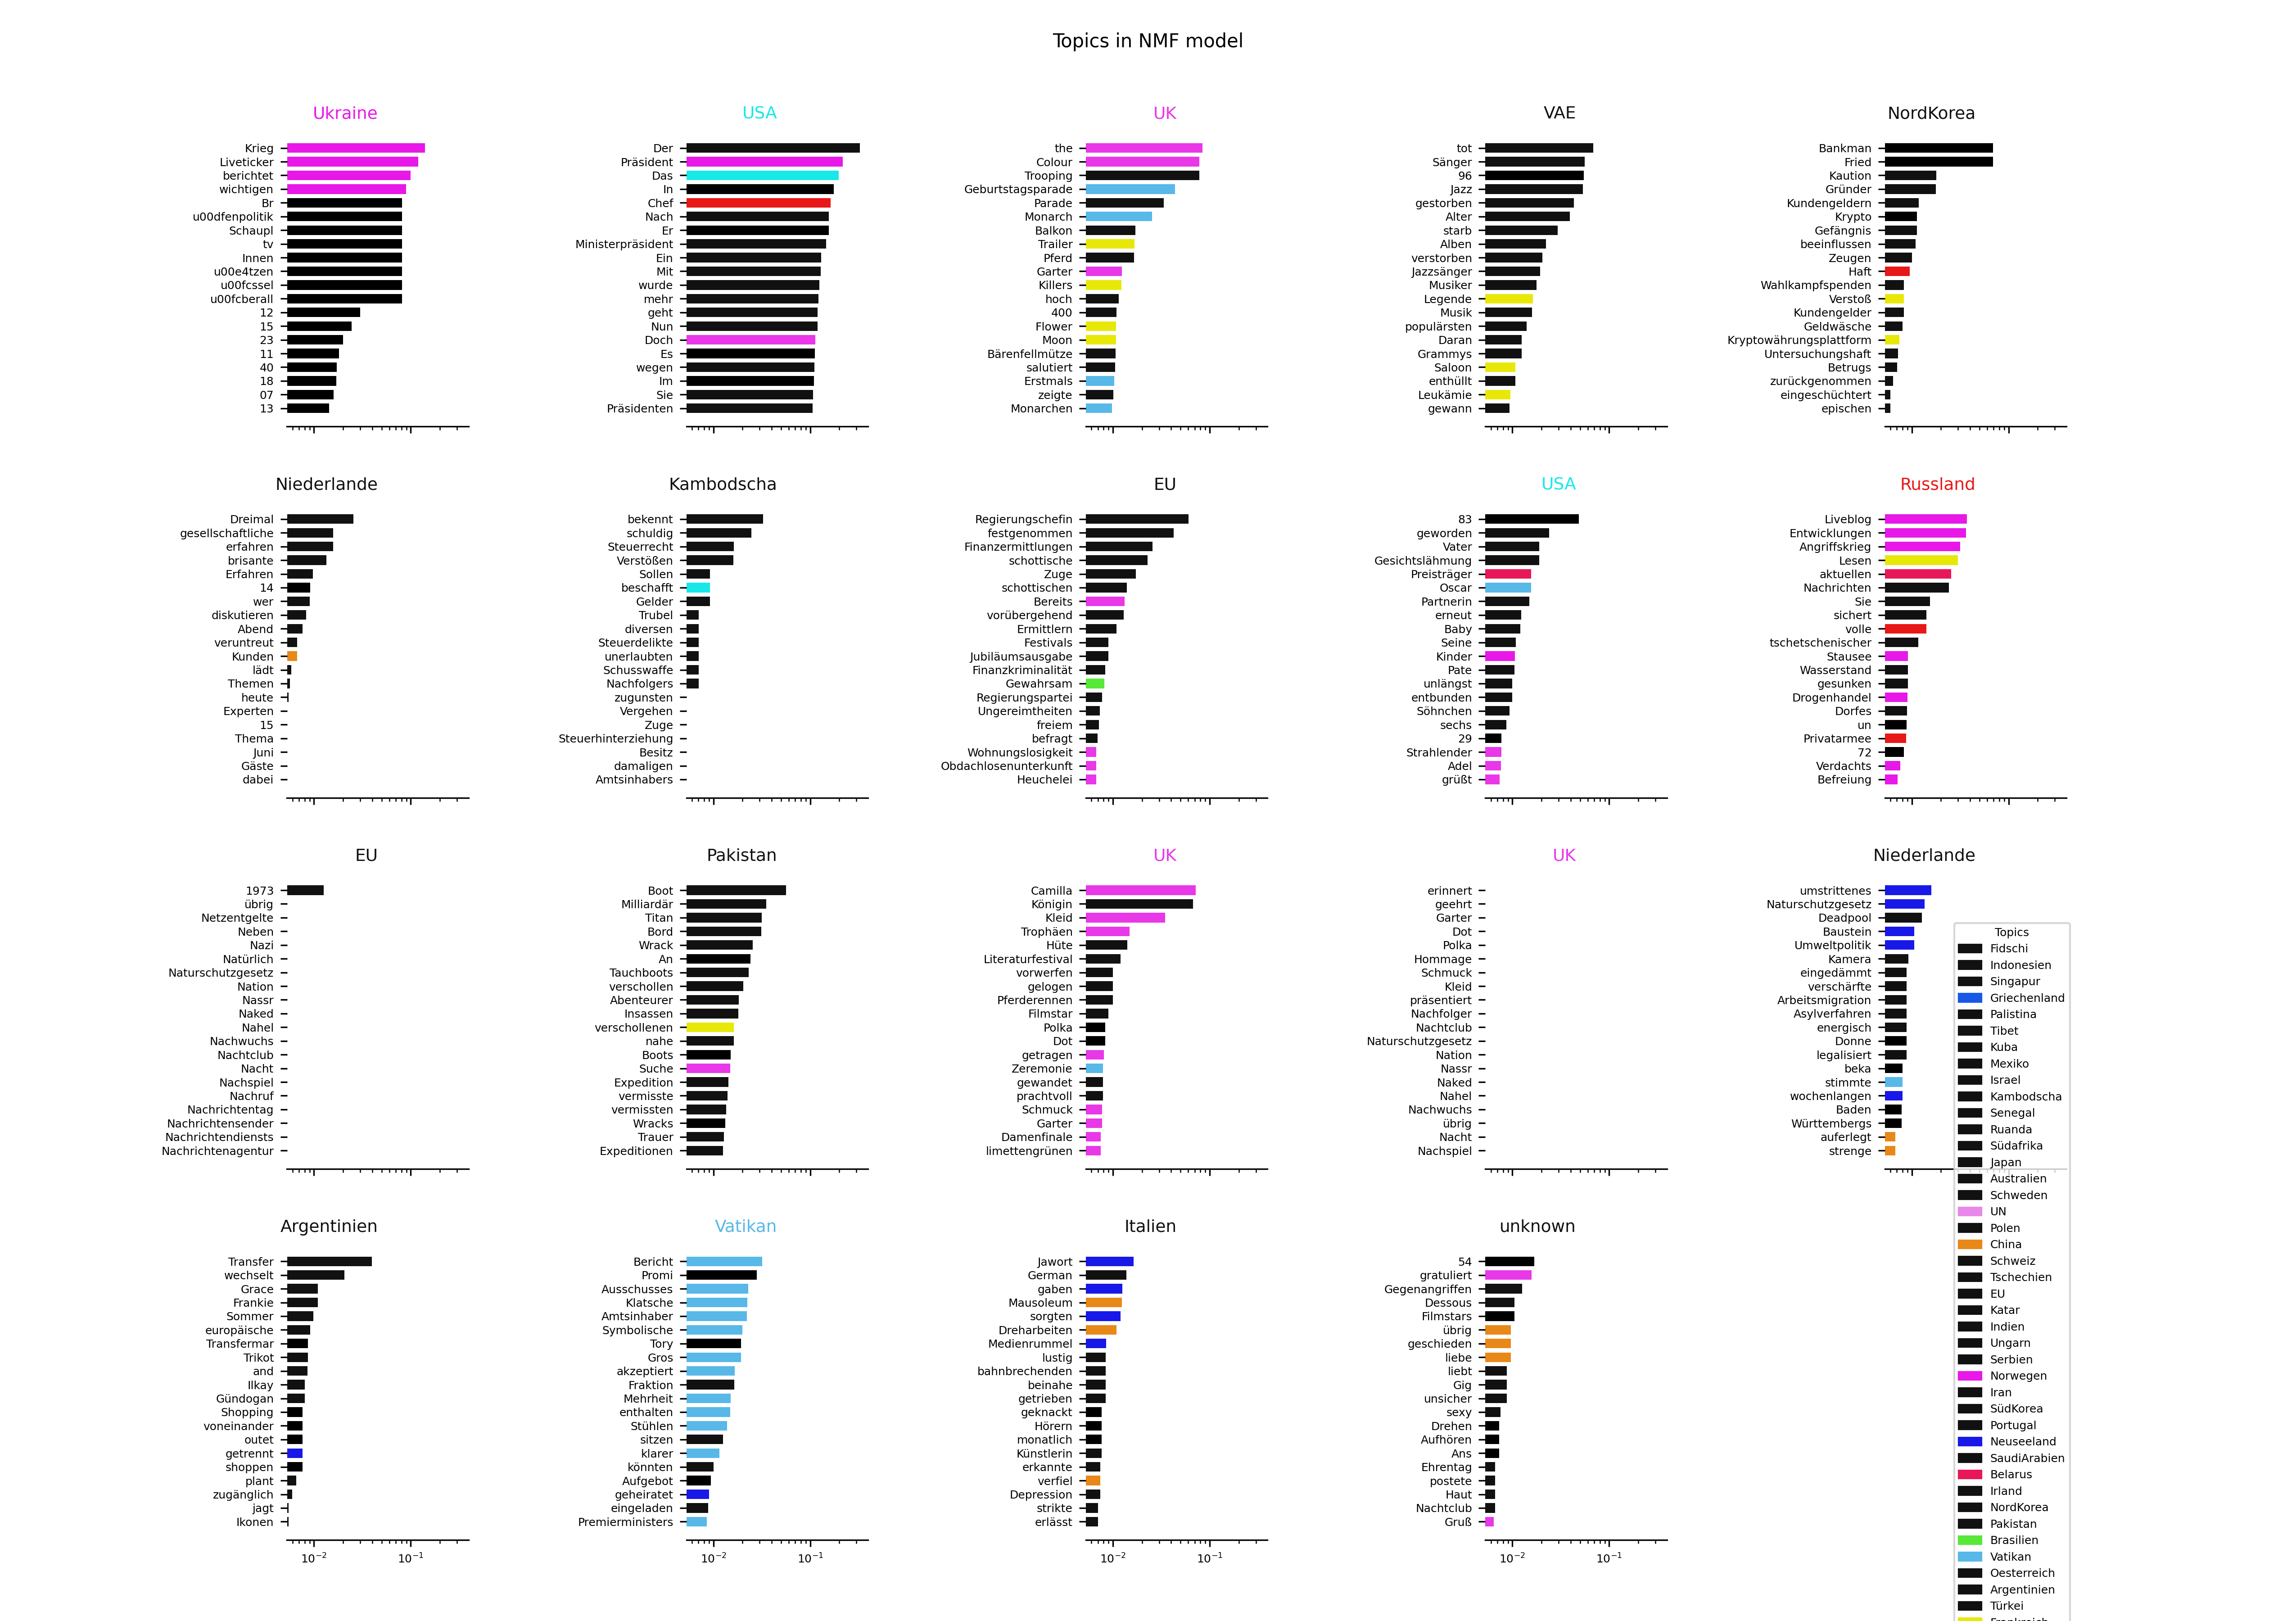 Topics in NMF model
Ukraine
Krieg
Liveticker
berichtet
wichtigen
Br
u00dfenpolitik
Schaupl
tv
Innen
u00e4tzen
u00fcssel
u00fcberall
12
15
23
11
40
18
07
13
USA
Der
Präsident
Das
In
Chef
Nach
Er
Ministerpräsident
Ein
Mit
wurde
mehr
geht
Nun
Doch
Es
wegen
Im
Sie
Präsidenten
UK
the
Colour
Trooping
Geburtstagsparade
Parade
Monarch
Balkon
Trailer
Pferd
Garter
Killers
hoch
400
Flower
Moon
Bärenfellmütze
salutiert
Erstmals
zeigte
Monarchen
VAE
tot
Sänger
96
Jazz
gestorben
Alter
starb
Alben
verstorben
Jazzsänger
Musiker
Legende
Musik
populärsten
Daran
Grammys
Saloon
enthüllt
Leukämie
gewann
NordKorea
Bankman
Fried
Kaution
Gründer
Kundengeldern
Krypto
Gefängnis
beeinflussen
Zeugen
Haft
Wahlkampfspenden
Verstoß
Kundengelder
Geldwäsche
Kryptowährungsplattform
Untersuchungshaft
Betrugs
zurückgenommen
eingeschüchtert
epischen
Niederlande
Dreimal
gesellschaftliche
erfahren
brisante
Erfahren
14
wer
diskutieren
Abend
veruntreut
Kunden
lädt
Themen
heute
Experten
15
Thema
Juni
Gäste
dabei
Kambodscha
bekennt
schuldig
Steuerrecht
Verstößen
Sollen
beschafft
Gelder
Trubel
diversen
Steuerdelikte
unerlaubten
Schusswaffe
Nachfolgers
zugunsten
Vergehen
Zuge
Steuerhinterziehung
Besitz
damaligen
Amtsinhabers
EU
Regierungschefin
festgenommen
Finanzermittlungen
schottische
Zuge
schottischen
Bereits
vorübergehend
Ermittlern
Festivals
Jubiläumsausgabe
Finanzkriminalität
Gewahrsam
Regierungspartei
Ungereimtheiten
freiem
befragt
Wohnungslosigkeit
Obdachlosenunterkunft
Heuchelei
USA
83
geworden
Vater
Gesichtslähmung
Preisträger
Oscar
Partnerin
erneut
Baby
Seine
Kinder
Pate
unlängst
entbunden
Söhnchen
sechs
29
Strahlender
Adel
grüßt
Russland
Liveblog
Entwicklungen
Angriffskrieg
Lesen
aktuellen
Nachrichten
Sie
sichert
volle
tschetschenischer
Stausee
Wasserstand
gesunken
Drogenhandel
Dorfes
un
Privatarmee
72
Verdachts
Befreiung
EU
1973
übrig
Netzentgelte
Neben
Nazi
Natürlich
Naturschutzgesetz
Nation
Nassr
Naked
Nahel
Nachwuchs
Nachtclub
Nacht
Nachspiel
Nachruf
Nachrichtentag
Nachrichtensender
Nachrichtendiensts
Nachrichtenagentur
Pakistan
Boot
Milliardär
Titan
Bord
Wrack
An
Tauchboots
verschollen
Abenteurer
Insassen
verschollenen
nahe
Boots
Suche
Expedition
vermisste
vermissten
Wracks
Trauer
Expeditionen
UK
Camilla
Königin
Kleid
Trophäen
Hüte
Literaturfestival
vorwerfen
gelogen
Pferderennen
Filmstar
Polka
Dot
getragen
Zeremonie
gewandet
prachtvoll
Schmuck
Garter
Damenfinale
limettengrünen
UK
erinnert
geehrt
Garter
Dot
Polka
Hommage
Schmuck
Kleid
präsentiert
Nachfolger
Nachtclub
Naturschutzgesetz
Nation
Nassr
Naked
Nahel
Nachwuchs
übrig
Nacht
Nachspiel
Niederlande
umstrittenes
Naturschutzgesetz
Deadpool
Baustein
Umweltpolitik
Kamera
eingedämmt
verschärfte
Arbeitsmigration
Asylverfahren
energisch
Donne
legalisiert
beka
stimmte
wochenlangen
Baden
Württembergs
auferlegt
strenge
Argentinien
Transfer
wechselt
Grace
Frankie
Sommer
europäische
Transfermar
Trikot
and
Ilkay
Gündogan
Shopping
voneinander
outet
getrennt
shoppen
plant
zugänglich
jagt
Ikonen
10⁻² 10⁻¹
Vatikan
Bericht
Promi
Ausschusses
Klatsche
Amtsinhaber
Symbolische
Tory
Gros
akzeptiert
Fraktion
Mehrheit
enthalten
Stühlen
sitzen
klarer
könnten
Aufgebot
geheiratet
eingeladen
Premierministers
10⁻² 10⁻¹
Italien
Jawort
German
gaben
Mausoleum
sorgten
Dreharbeiten
Medienrummel
lustig
bahnbrechenden
beinahe
getrieben
geknackt
Hörern
monatlich
Künstlerin
erkannte
verfiel
Depression
strikte
erlässt
10⁻² 10⁻¹
unknown
54
gratuliert
Gegenangriffen
Dessous
Filmstars
übrig
geschieden
liebe
liebt
Gig
unsicher
sexy
Drehen
Aufhören
Ans
Ehrentag
postete
Haut
Nachtclub
Gruß
10⁻² 10⁻¹
Topics
Fidschi
Indonesien
Singapur
Griechenland
Palistina
Tibet
Kuba
Mexiko
Israel
Kambodscha
Senegal
Ruanda
Südafrika
Japan
Australien
Schweden
UN
Polen
China
Schweiz
Tschechien
EU
Katar
Indien
Ungarn
Serbien
Norwegen
Iran
SüdKorea
Portugal
Neuseeland
SaudiArabien
Belarus
Irland
NordKorea
Pakistan
Brasilien
Vatikan
Oesterreich
Argentinien
Türkei